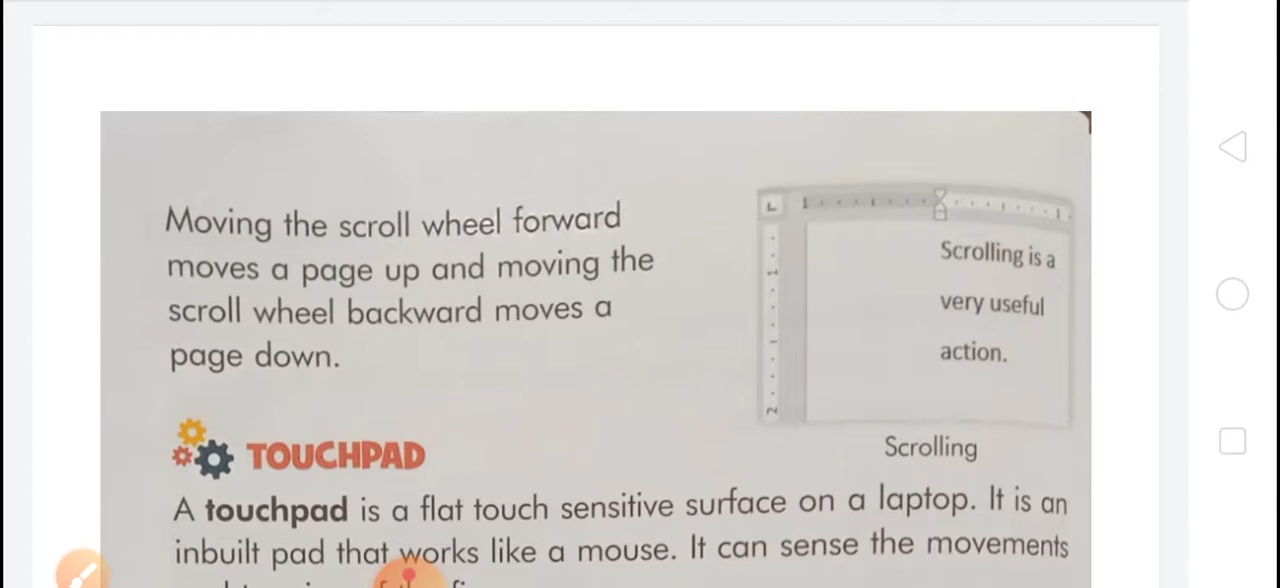 Moving the scroll wheel forward
moves a page up and moving the
scroll wheel backward moves a
page down.
Scrolling is a
very useful
action.
Scrolling
TOUCHPAD
A touchpad is a flat touch sensitive surface on a laptop. It is an
inbuilt pad that works like a mouse. It can sense the movements